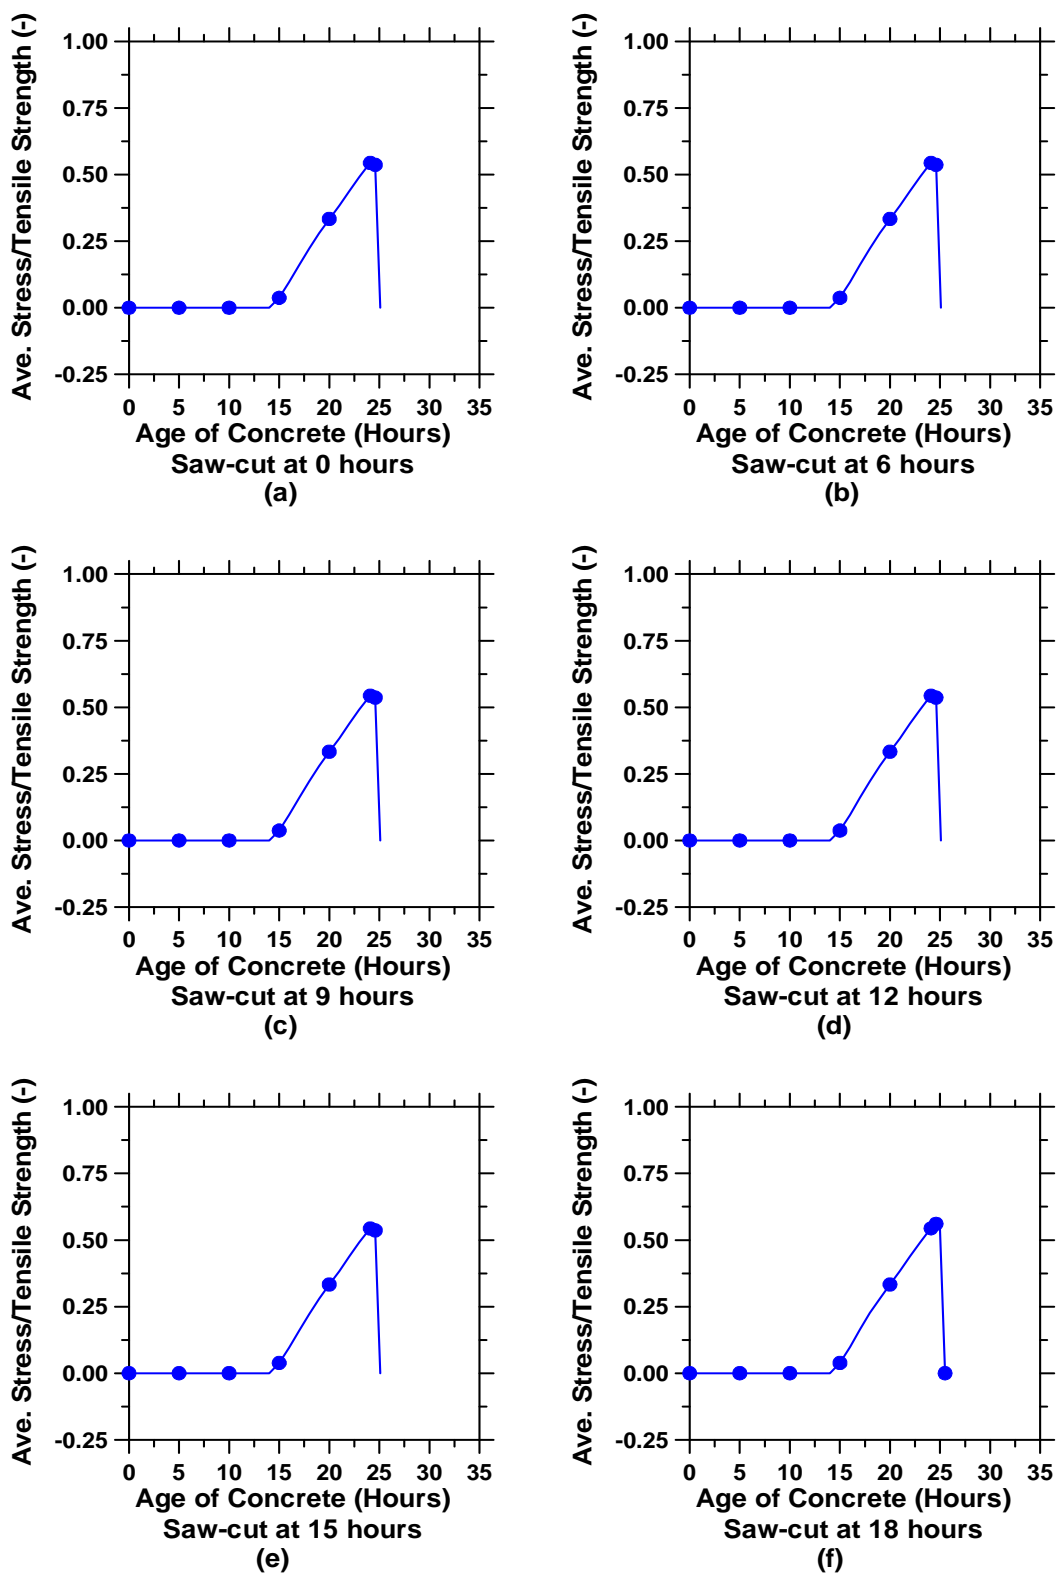 Ave. Stress/Tensile Strength (-)
1.00
0.75
0.50
0.25
0.00
-0.25
0 5 10 15 20 25 30 35
Age of Concrete (Hours)
Saw-cut at 0 hours
(a)
Ave. Stress/Tensile Strength (-)
1.00
0.75
0.50
0.25
0.00
-0.25
0 5 10 15 20 25 30 35
Age of Concrete (Hours)
Saw-cut at 6 hours
(b)
Ave. Stress/Tensile Strength (-)
1.00
0.75
0.50
0.25
0.00
-0.25
0 5 10 15 20 25 30 35
Age of Concrete (Hours)
Saw-cut at 9 hours
(c)
Ave. Stress/Tensile Strength (-)
1.00
0.75
0.50
0.25
0.00
-0.25
0 5 10 15 20 25 30 35
Age of Concrete (Hours)
Saw-cut at 12 hours
(d)
Ave. Stress/Tensile Strength (-)
1.00
0.75
0.50
0.25
0.00
-0.25
0 5 10 15 20 25 30 35
Age of Concrete (Hours)
Saw-cut at 15 hours
(e)
Ave. Stress/Tensile Strength (-)
1.00
0.75
0.50
0.25
0.00
-0.25
0 5 10 15 20 25 30 35
Age of Concrete (Hours)
Saw-cut at 18 hours
(f)